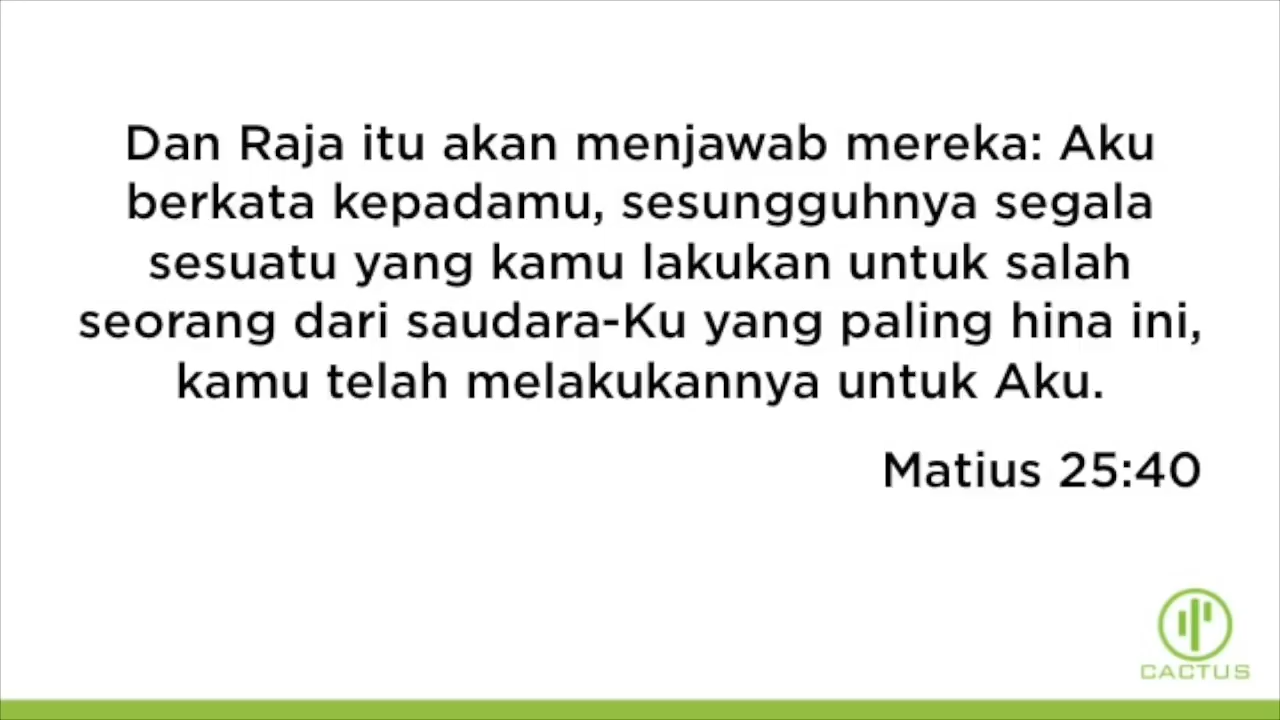 Dan Raja itu akan menjawab mereka: Aku
berkata kepadamu, sesungguhnya segala
sesuatu yang kamu lakukan untuk salah
seorang dari saudara-Ku yang paling hina ini,
kamu telah melakukannya untuk Aku.
Matius 25:40
CACTUS